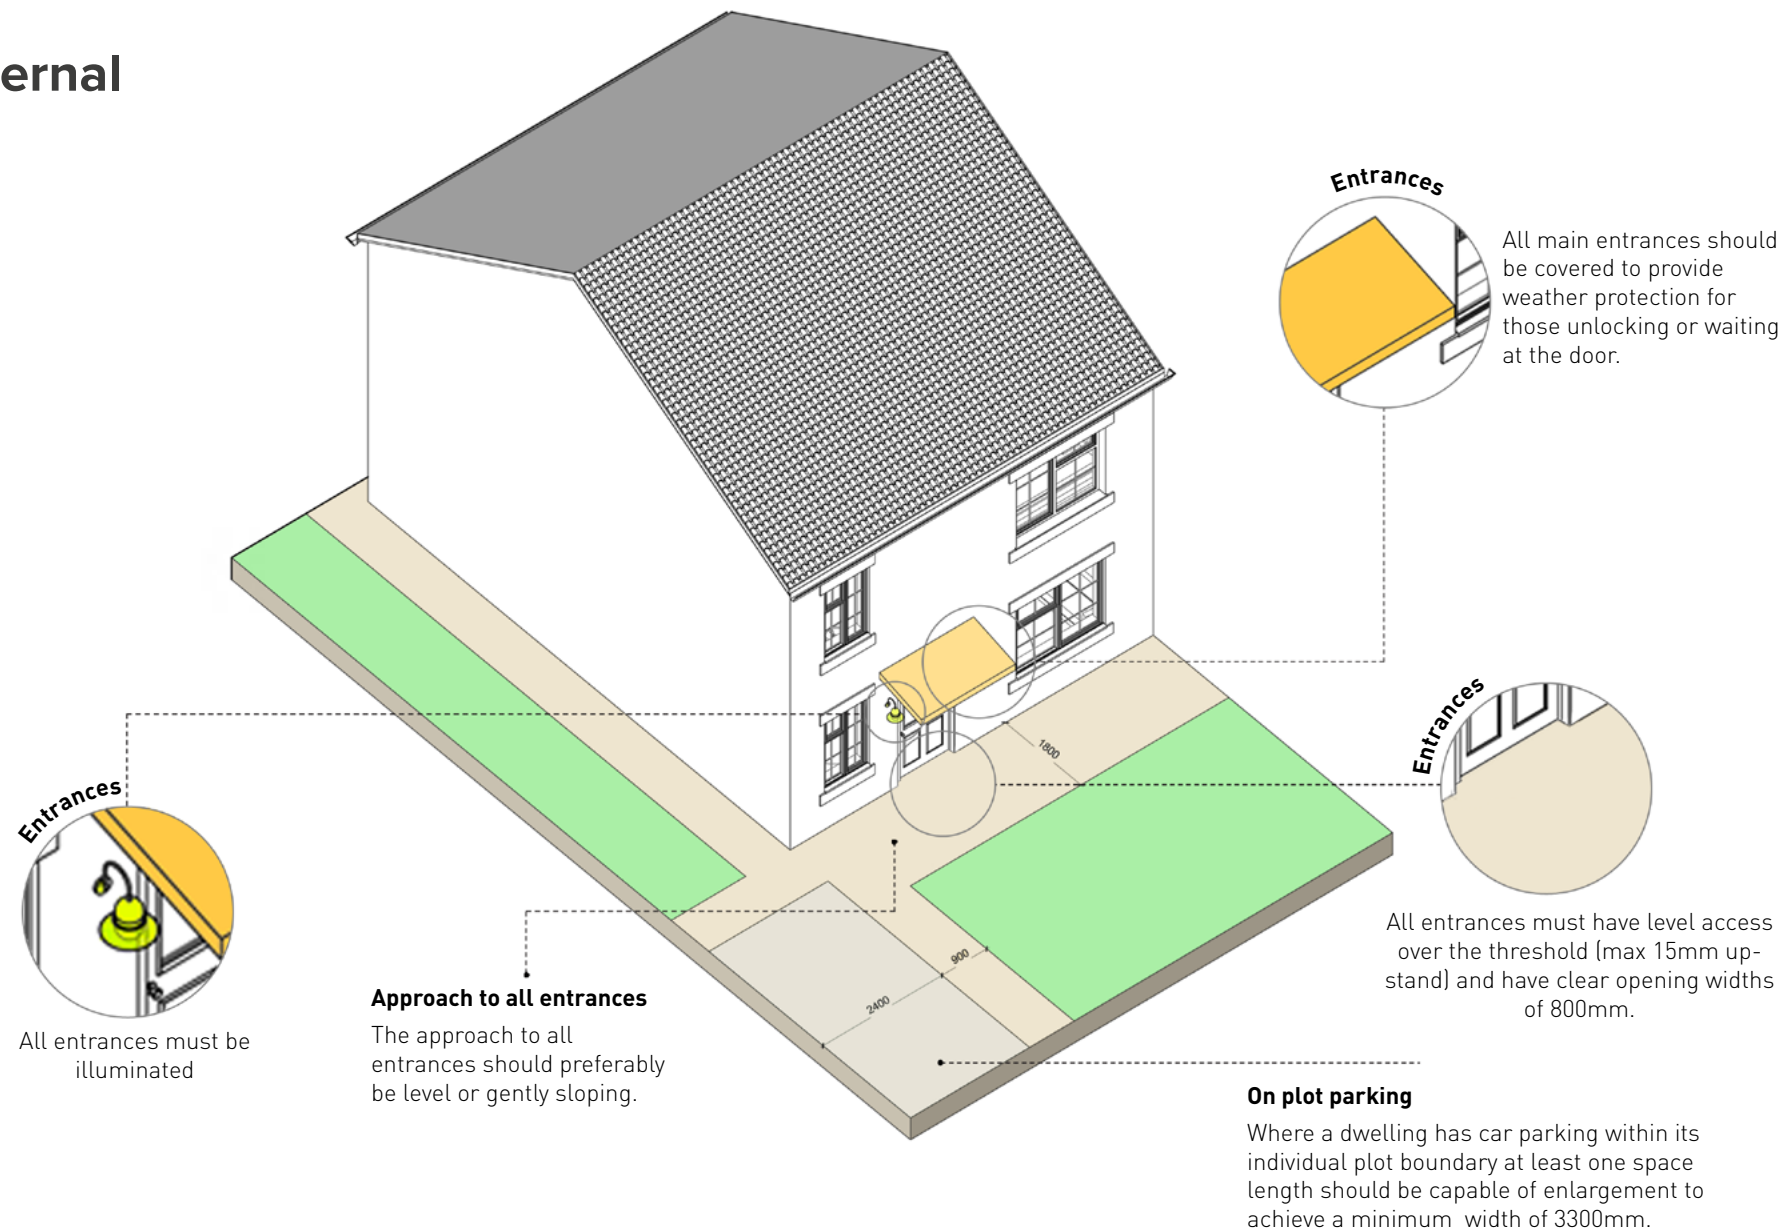 ernal
Entrances
All main entrances should
be covered to provide
weather protection for
those unlocking or waiting
at the door.
1800
Entrances
All entrances must have level access
over the threshold (max 15mm up-
stand) and have clear opening widths
of 800mm.
Entrances
All entrances must be
illuminated
Approach to all entrances
The approach to all
entrances should preferably
be level or gently sloping.
900
2400
On plot parking
Where a dwelling has car parking within its
individual plot boundary at least one space
length should be capable of enlargement to
achieve a minimum  width of 3300mm.